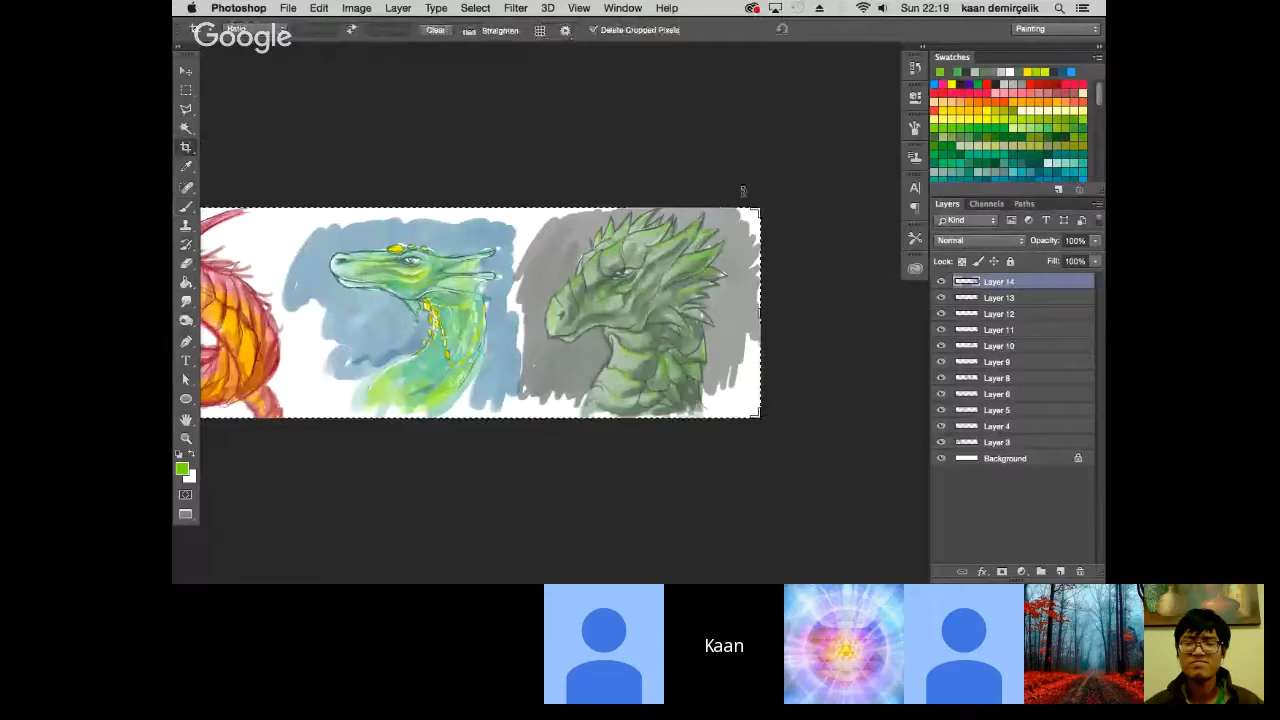 Photoshop File Edit Image Layer Type Select Filter 3D View Window Help Sun 22:19 kaan demirçelik
Google
Ratio Clear Straighten Delete Cropped Pixels Painting
Swatches
Layers Channels Paths
Kind
Normal Opacity: 100%
Lock: Fill: 100%
Layer 14
Layer 13
Layer 12
Layer 11
Layer 10
Layer 9
Layer 8
Layer 6
Layer 5
Layer 4
Layer 3
Background
Kaan